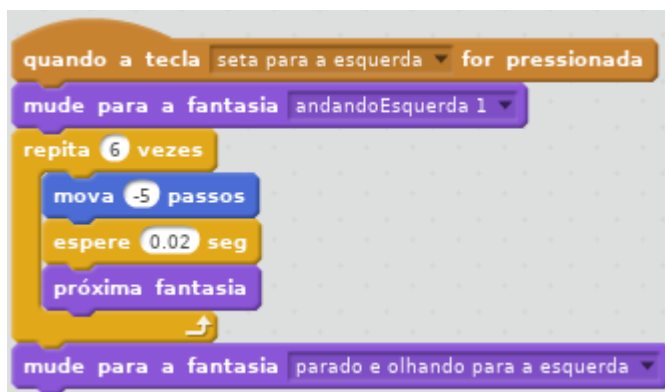 quando a tecla seta para a esquerda for pressionada
mude para a fantasia andandoEsquerda 1
repita 6 vezes
mova -5 passos
espere 0.02 seg
próxima fantasia
mude para a fantasia parado e olhando para a esquerda